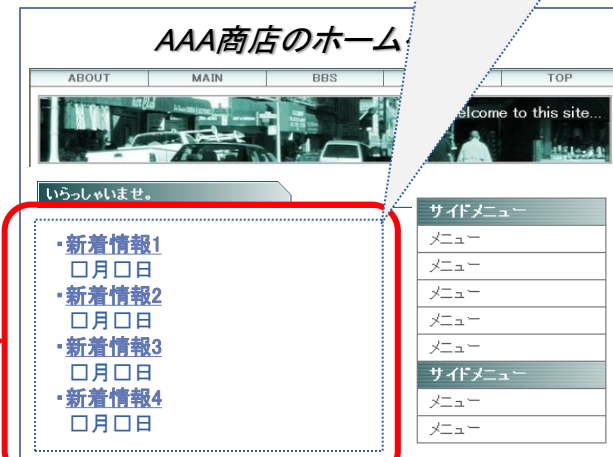 AAA商店のホーム
ABOUT
MAIN
BBS
TOP
elcome to this site...
いらっしゃいませ。
・新着情報1
□月□日
・新着情報2
□月□日
・新着情報3
□月□日
・新着情報4
□月□日
サイドメニュー
メニュー
メニュー
メニュー
メニュー
メニュー
サイドメニュー
メニュー
メニュー